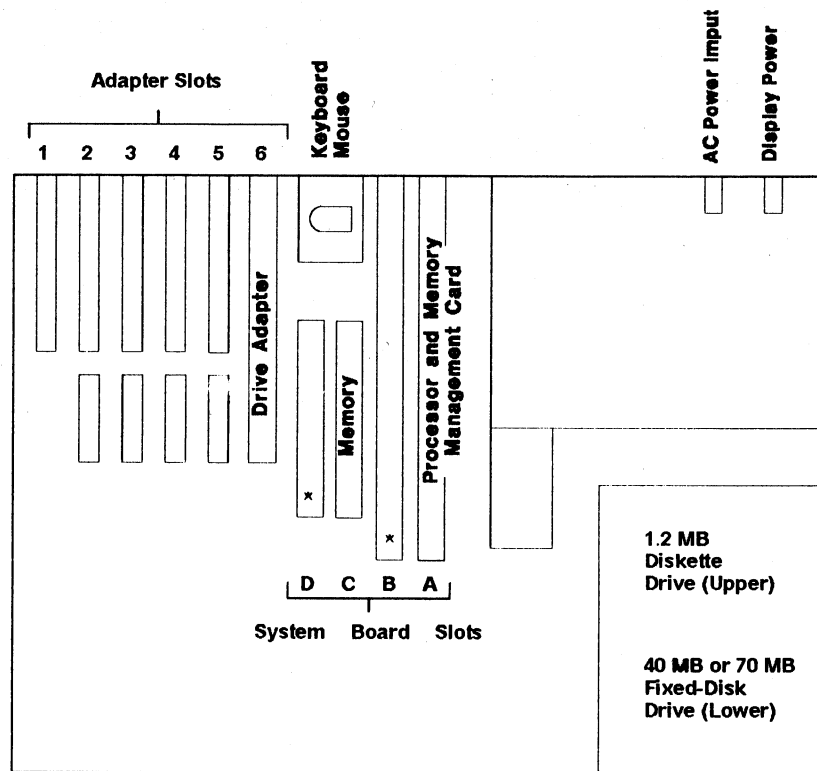 Adapter Slots
1 2 3 4 5 6
Keyboard
Mouse
AC Power Imput
Display Power
Drive Adapter
Memory
Processor and Memory
Management Card
* *
D C B A
System Board Slots
1.2 MB
Diskette
Drive (Upper)
40 MB or 70 MB
Fixed-Disk
Drive (Lower)